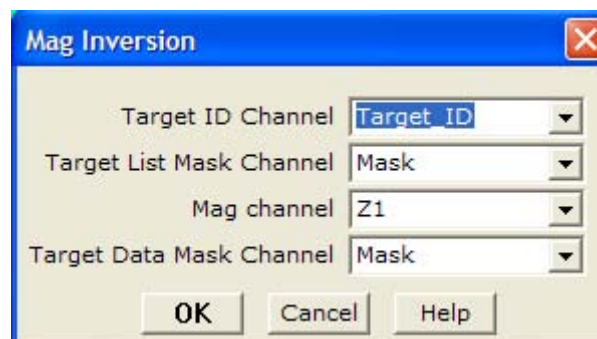 Mag Inversion
Target ID Channel Target_ID
Target List Mask Channel Mask
Mag channel Z1
Target Data Mask Channel Mask
OK Cancel Help